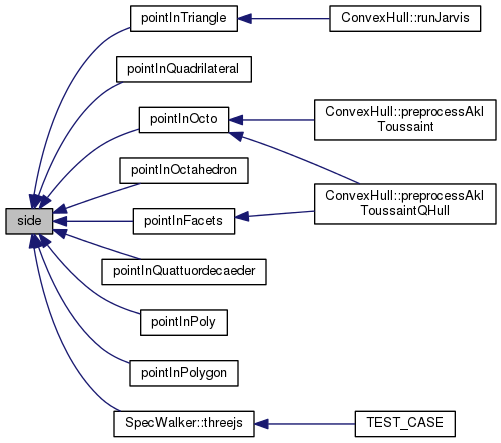 pointInTriangle
ConvexHull::runJarvis
pointInQuadrilateral
pointInOcto
ConvexHull::preprocessAkl
Toussaint
pointInOctahedron
ConvexHull::preprocessAkl
ToussaintQHull
side
pointInFacets
pointInQuattuordecaeder
pointInPoly
pointInPolygon
SpecWalker::threejs
TEST_CASE